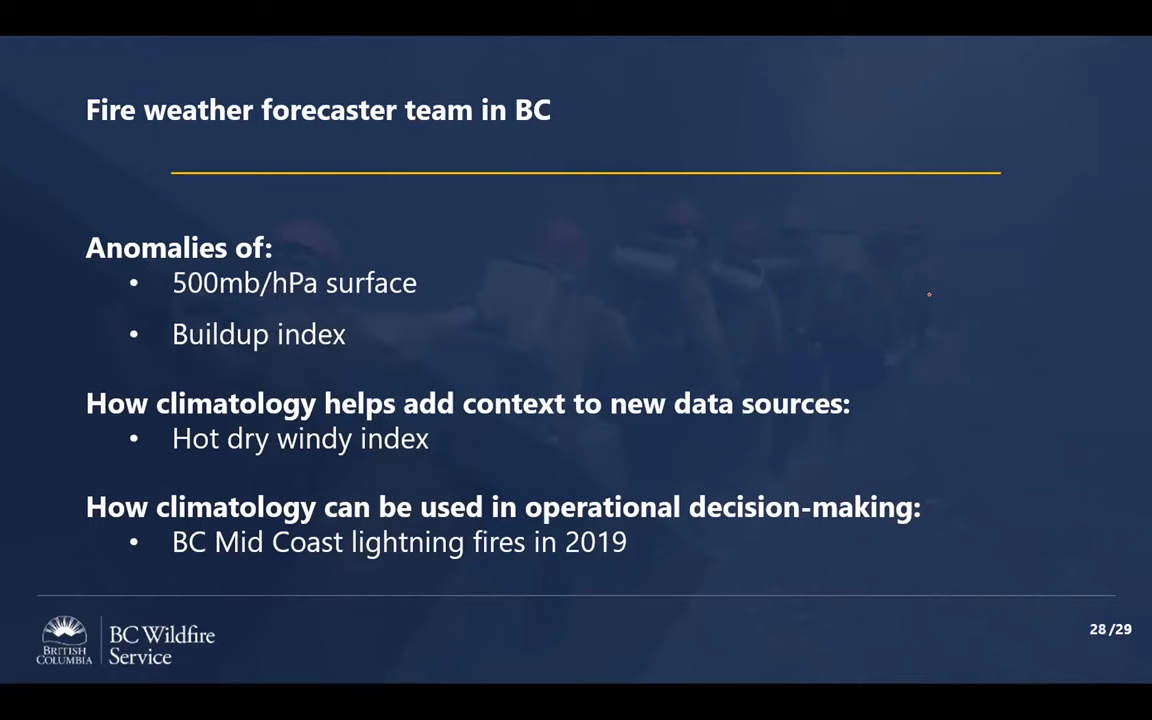 Fire weather forecaster team in BC
Anomalies of:
• 500mb/hPa surface
• Buildup index
How climatology helps add context to new data sources:
• Hot dry windy index
How climatology can be used in operational decision-making:
• BC Mid Coast lightning fires in 2019
BRITISH
COLUMBIA
BC Wildfire
Service
28 /29